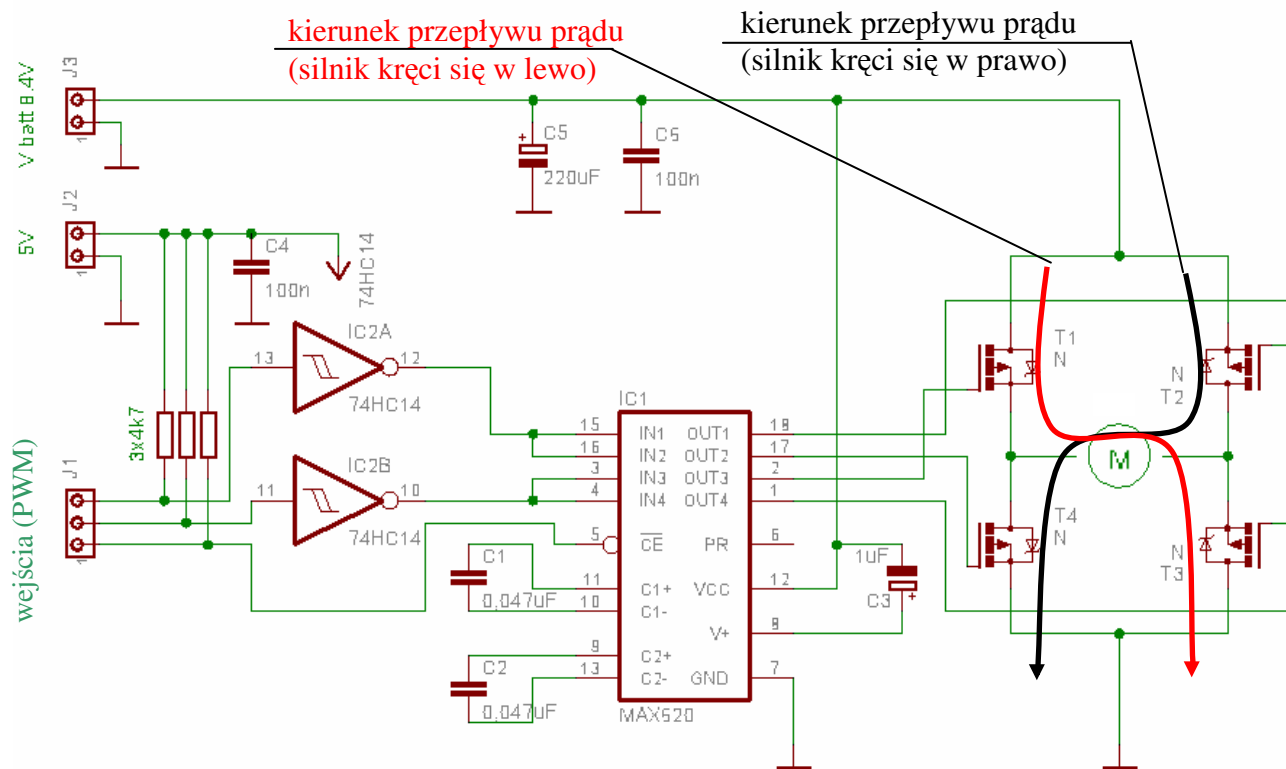 kierunek przepływu prądu
(silnik kręci się w lewo)
kierunek przepływu prądu
(silnik kręci się w prawo)
J3
V batt 8.4V
1
C5
+
220uF
C6
100n
J2
5V
1
C4
100n
74HC14
IC2A
13
12
74HC14
3x4k7
IC2B
11
10
74HC14
J1
wejścia (PWM)
1
IC1
15 IN1 OUT1 18
16 IN2 OUT2 17
3 IN3 OUT3 2
4 IN4 OUT4 1
5 CE PR 6
11 C1+ VCC 12
10 C1-
V+ 8
9 C2+
13 C2- GND 7
MAX620
C1
0,047uF
C2
0,047uF
1uF
C3
+
T1
N
N
T2
M
T4
N
N
T3